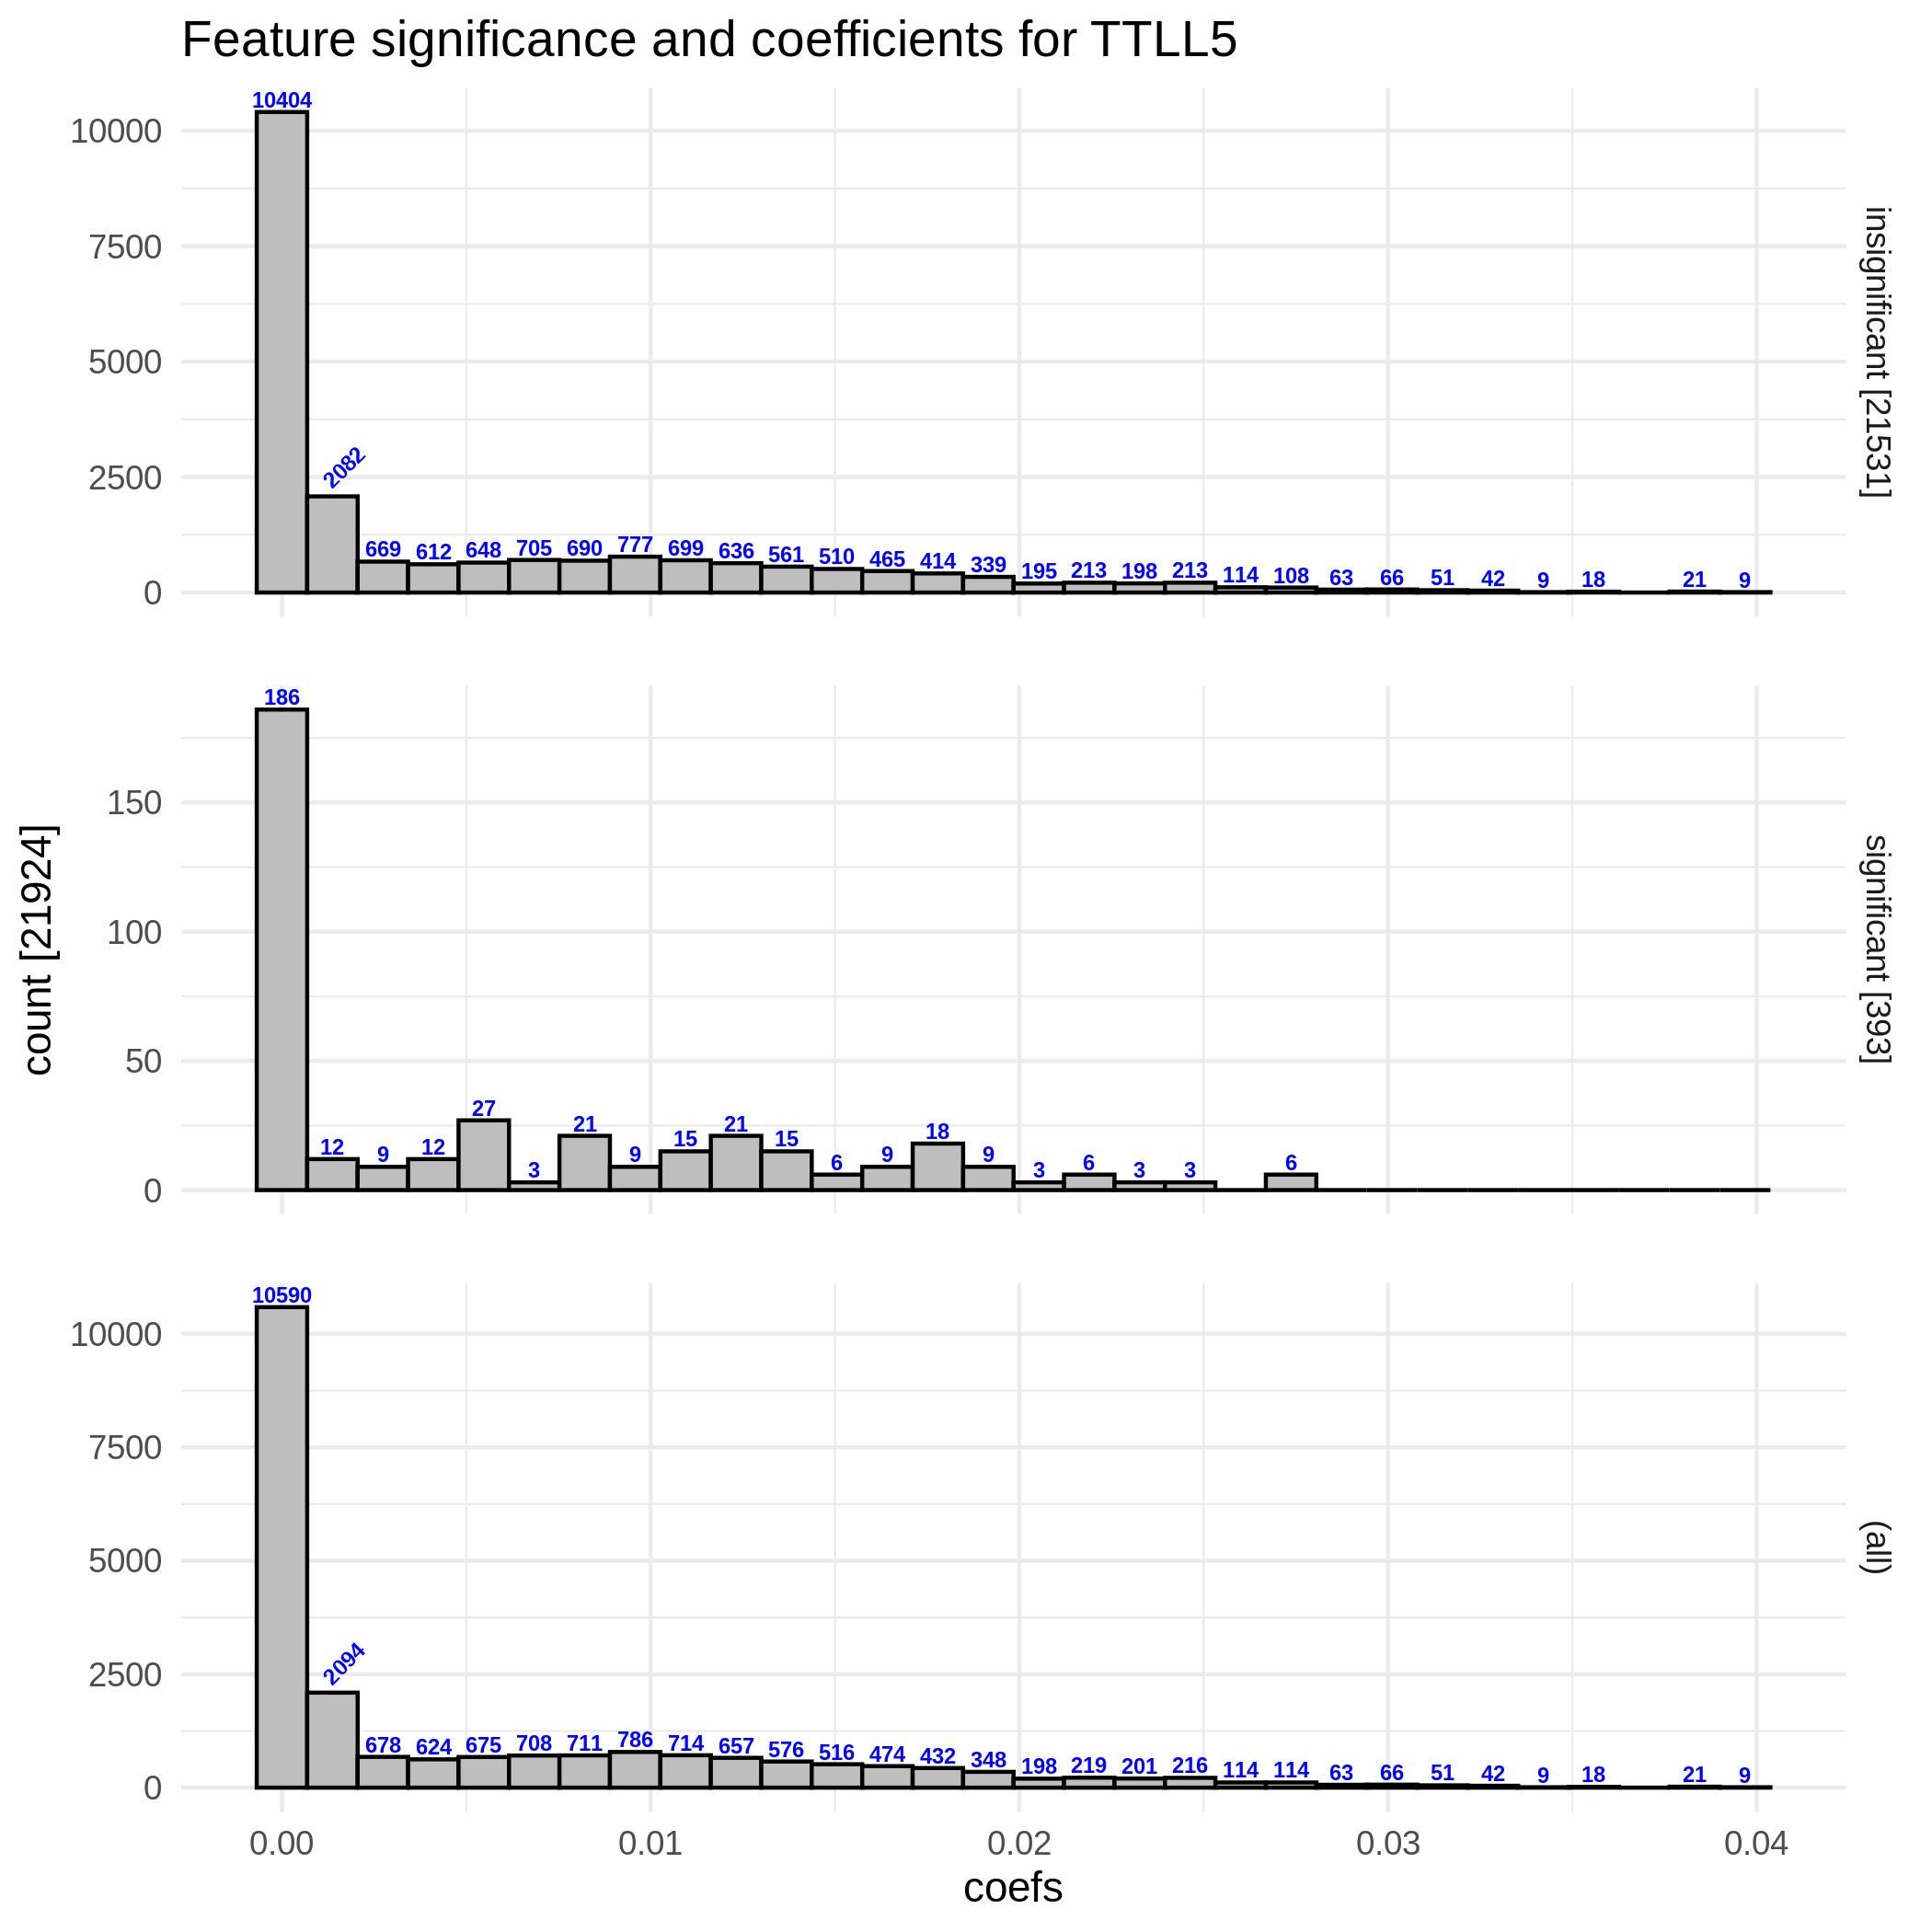 Feature significance and coefficients for TTLL5
count [21924]
10404
10000
7500
5000
2500
0
2082
669 612 648 705 690 777 699 636 561 510 465 414 339 195 213 198 213 114 108 63 66 51 42 9 18 21 9
insignificant [21531]
186
150
100
50
0
12 9 12 27 3 21 9 15 21 15 6 9 18 9 3 6 3 3 6
significant [393]
10590
10000
7500
5000
2500
0
2094
678 624 675 708 711 786 714 657 576 516 474 432 348 198 219 201 216 114 114 63 66 51 42 9 18 21 9
(all)
0.00 0.01 0.02 0.03 0.04
coefs